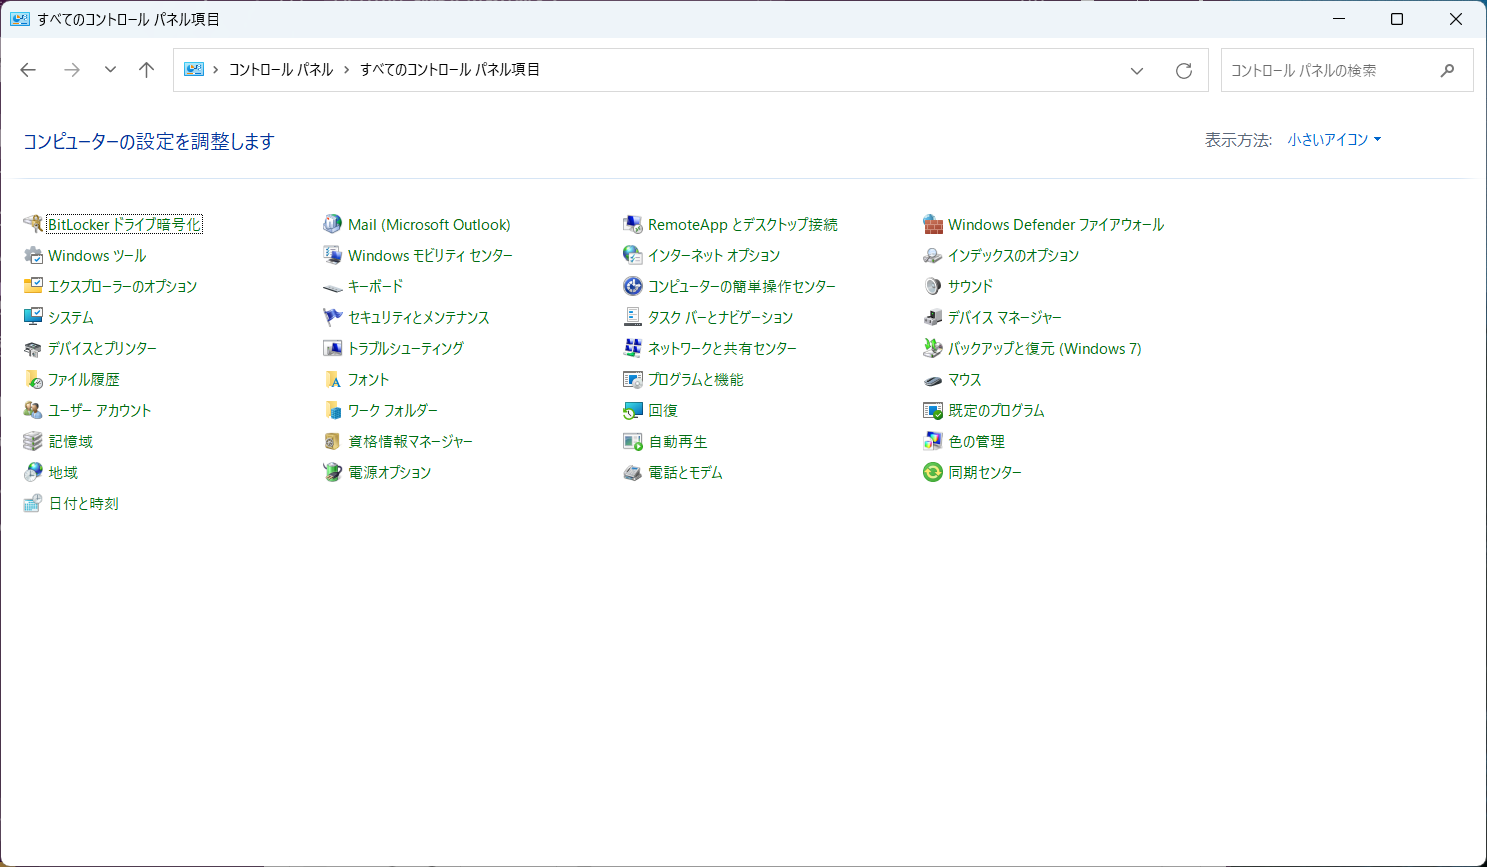 すべてのコントロール パネル項目
コントロール パネル › すべてのコントロール パネル項目
コントロール パネルの検索
コンピューターの設定を調整します
表示方法: 小さいアイコン
BitLocker ドライブ暗号化
Mail (Microsoft Outlook)
RemoteApp とデスクトップ接続
Windows Defender ファイアウォール
Windows ツール
Windows モビリティ センター
インターネット オプション
インデックスのオプション
エクスプローラーのオプション
キーボード
コンピューターの簡単操作センター
サウンド
システム
セキュリティとメンテナンス
タスク バーとナビゲーション
デバイス マネージャー
デバイスとプリンター
トラブルシューティング
ネットワークと共有センター
バックアップと復元 (Windows 7)
ファイル履歴
フォント
プログラムと機能
マウス
ユーザー アカウント
ワーク フォルダー
回復
既定のプログラム
記憶域
資格情報マネージャー
自動再生
色の管理
地域
電源オプション
電話とモデム
同期センター
日付と時刻